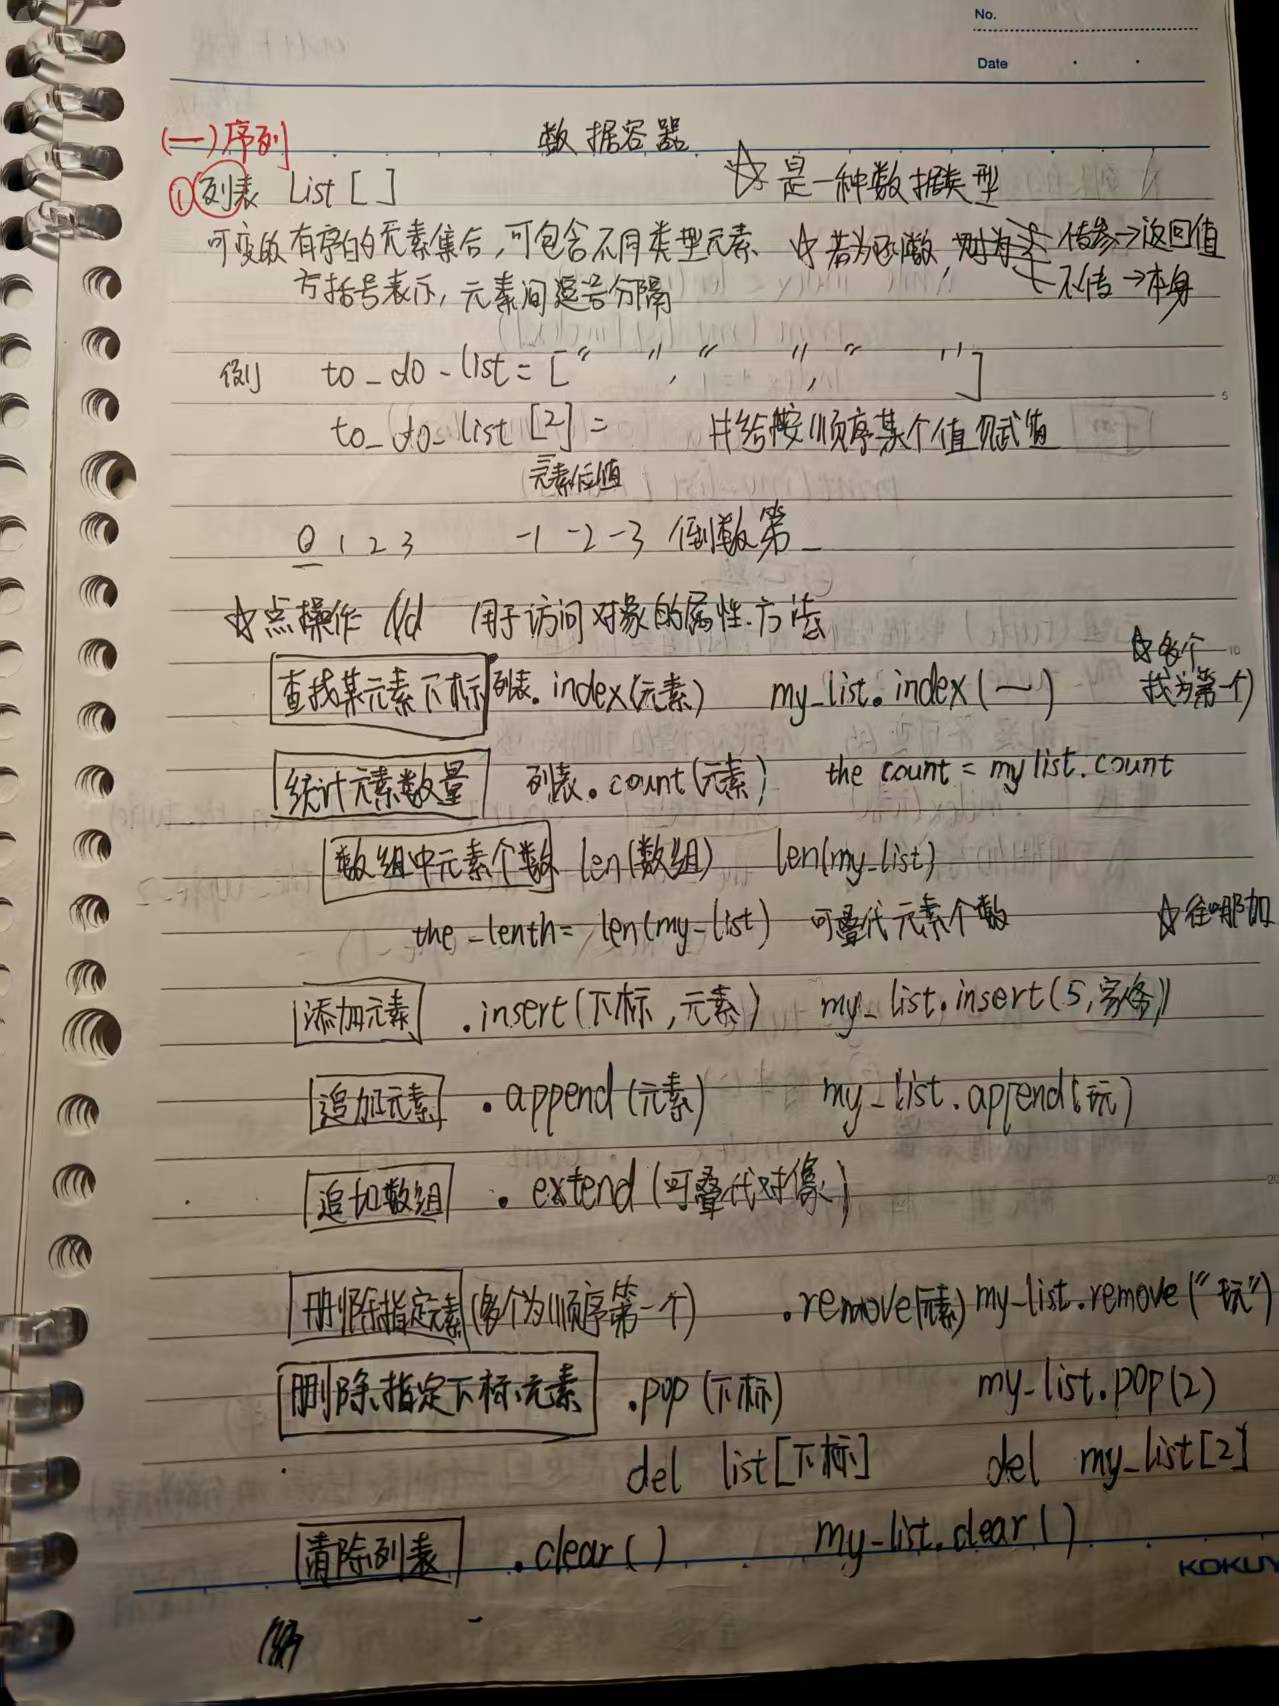 No.
Date
(一)序列
数据容器
①列表 List [ ]
☆是一种数据类型
可变的有序的元素集合,可包含不同类型元素
☆若为函数,则为
传参→返回值
不传→本身
方括号表示,元素间逗号分隔
例 to_do_list = [" ", " ", " "]
to_do_list [2] = #给按顺序某个值赋值
元素位值
0 1 2 3 -1 -2 -3 倒数第_
☆点操作 用于访问对象的属性.方法
☆多个
找为第一个
查找某元素下标 列表.index(元素) my_list.index(一)
统计元素数量 列表.count(元素) the count = mylist.count
数组中元素个数 len(数组) len(my_list)
the_lenth = len(my_list) 可叠代元素个数
☆往哪加
添加元素 .insert(下标,元素) my_list.insert(5,)
追加元素 .append(元素) my_list.append(玩)
追加数组 .extend(可叠代对像)
删除指定元素(多个为顺序第一个) .remove(元素) my_list.remove("玩")
删除指定下标元素 .pop(下标) my_list.pop(2)
del list[下标] del my_list[2]
清除列表 .clear() my_list.clear()
KOKUY